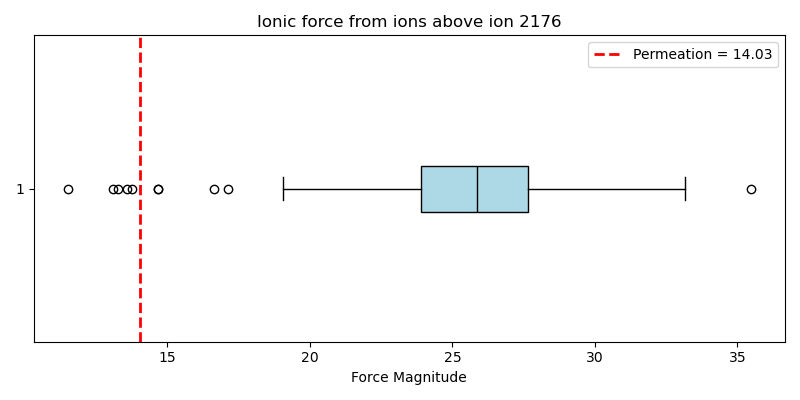 Ionic force from ions above ion 2176
Permeation = 14.03
1
15 20 25 30 35
Force Magnitude